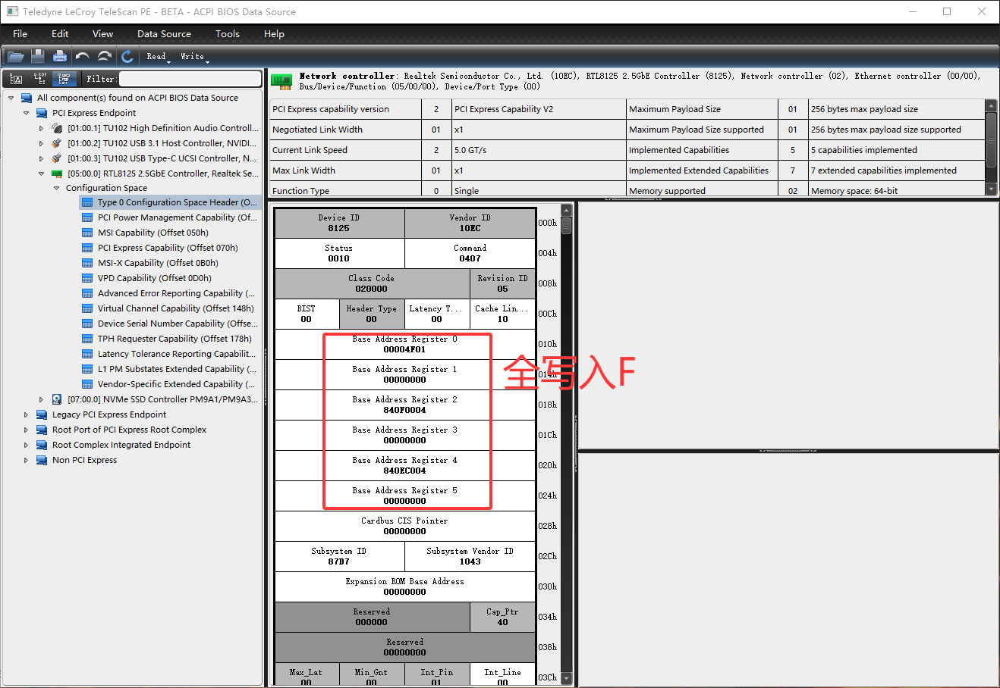 Teledyne LeCroy TeleScan PE - BETA - ACPI BIOS Data Source
File Edit View Data Source Tools Help
Read Write
Filter:
All component(s) found on ACPI BIOS Data Source
PCI Express Endpoint
[01:00.1] TU102 High Definition Audio Controll...
[01:00.2] TU102 USB 3.1 Host Controller, NVIDI...
[01:00.3] TU102 USB Type-C UCSI Controller, N...
[05:00.0] RTL8125 2.5GbE Controller, Realtek Se...
Configuration Space
Type 0 Configuration Space Header (O...
PCI Power Management Capability (Of...
MSI Capability (Offset 050h)
PCI Express Capability (Offset 070h)
MSI-X Capability (Offset 0B0h)
VPD Capability (Offset 0D0h)
Advanced Error Reporting Capability (...
Virtual Channel Capability (Offset 148h)
Device Serial Number Capability (Offse...
TPH Requester Capability (Offset 178h)
Latency Tolerance Reporting Capabilit...
L1 PM Substates Extended Capability (...
Vendor-Specific Extended Capability (...
[07:00.0] NVMe SSD Controller PM9A1/PM9A3...
Legacy PCI Express Endpoint
Root Port of PCI Express Root Complex
Root Complex Integrated Endpoint
Non PCI Express
Network controller: Realtek Semiconductor Co., Ltd. (10EC), RTL8125 2.5GbE Controller (8125), Network controller (02), Ethernet controller (00/00),
Bus/Device/Function (05/00/00), Device/Port Type (00)
PCI Express capability version 2 PCI Express Capability V2 Maximum Payload Size 01 256 bytes max payload size
Negotiated Link Width 01 x1 Maximum Payload Size supported 01 256 bytes max payload size supported
Current Link Speed 2 5.0 GT/s Implemented Capabilities 5 5 capabilities implemented
Max Link Width 01 x1 Implemented Extended Capabilities 7 7 extended capabilities implemented
Function Type 0 Single Memory supported 02 Memory space: 64-bit
Device ID Vendor ID
8125 10EC 000h
Status Command
0010 0407 004h
Class Code Revision ID
020000 05 008h
BIST Header Type Latency T... Cache Lin...
00 00 00 10 00Ch
Base Address Register 0
00004F01 010h
Base Address Register 1
00000000 014h
全写入F
Base Address Register 2
840F0004 018h
Base Address Register 3
00000000 01Ch
Base Address Register 4
840EC004 020h
Base Address Register 5
00000000 024h
Cardbus CIS Pointer
00000000 028h
Subsystem ID Subsystem Vendor ID
87D7 1043 02Ch
Expansion ROM Base Address
00000000 030h
Reserved Cap_Ptr
000000 40 034h
Reserved
00000000 038h
Max_Lat Min_Gnt Int_Pin Int_Line
00 00 01 00 03Ch